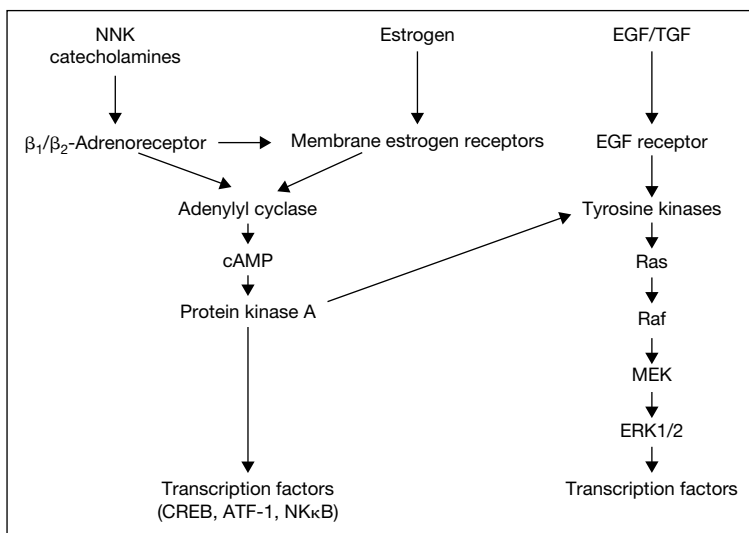 NNK
catecholamines
Estrogen
EGF/TGF
β₁/β₂-Adrenoreceptor
Membrane estrogen receptors
EGF receptor
Adenylyl cyclase
Tyrosine kinases
cAMP
Ras
Protein kinase A
Raf
MEK
ERK1/2
Transcription factors
(CREB, ATF-1, NKκB)
Transcription factors